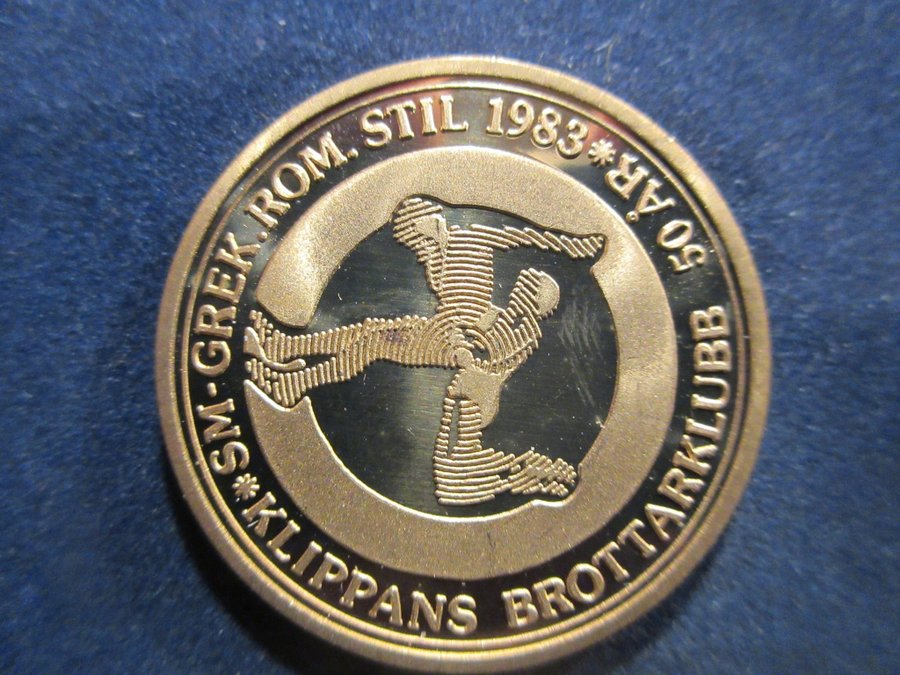 SM-GREK.ROM.STIL 1983*50 ÅR
*KLIPPANS BROTTARKLUBB